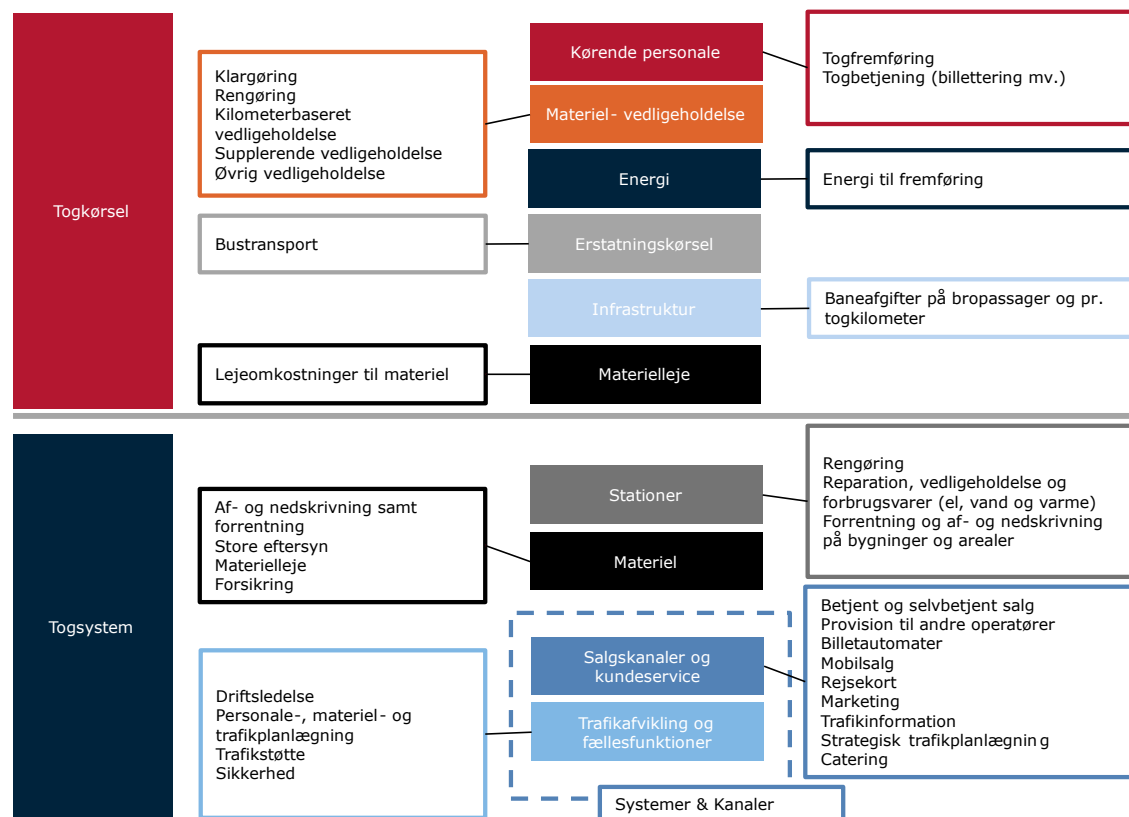 Togkørsel
Kørende personale
Togfremføring
Togbetjening (billettering mv.)
Klargøring
Rengøring
Kilometerbaseret
vedligeholdelse
Supplerende vedligeholdelse
Øvrig vedligeholdelse
Materiel- vedligeholdelse
Energi
Energi til fremføring
Bustransport
Erstatningskørsel
Infrastruktur
Baneafgifter på bropassager og pr.
togkilometer
Lejeomkostninger til materiel
Materielleje
Togsystem
Stationer
Rengøring
Reparation, vedligeholdelse og
forbrugsvarer (el, vand og varme)
Forrentning og af- og nedskrivning
på bygninger og arealer
Af- og nedskrivning samt
forrentning
Store eftersyn
Materielleje
Forsikring
Materiel
Salgskanaler og
kundeservice
Betjent og selvbetjent salg
Provision til andre operatører
Billetautomater
Mobilsalg
Rejsekort
Marketing
Trafikinformation
Strategisk trafikplanlægning
Catering
Driftsledelse
Personale-, materiel- og
trafikplanlægning
Trafikstøtte
Sikkerhed
Trafikafvikling og
fællesfunktioner
Systemer & Kanaler